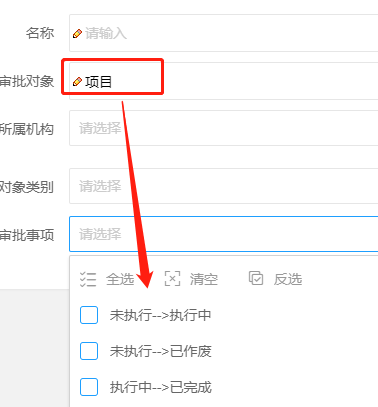 名称 请输入
审批对象 项目
所属机构 请选择
对象类别 请选择
审批事项 请选择
全选 清空 反选
未执行-->执行中
未执行-->已作废
执行中-->已完成